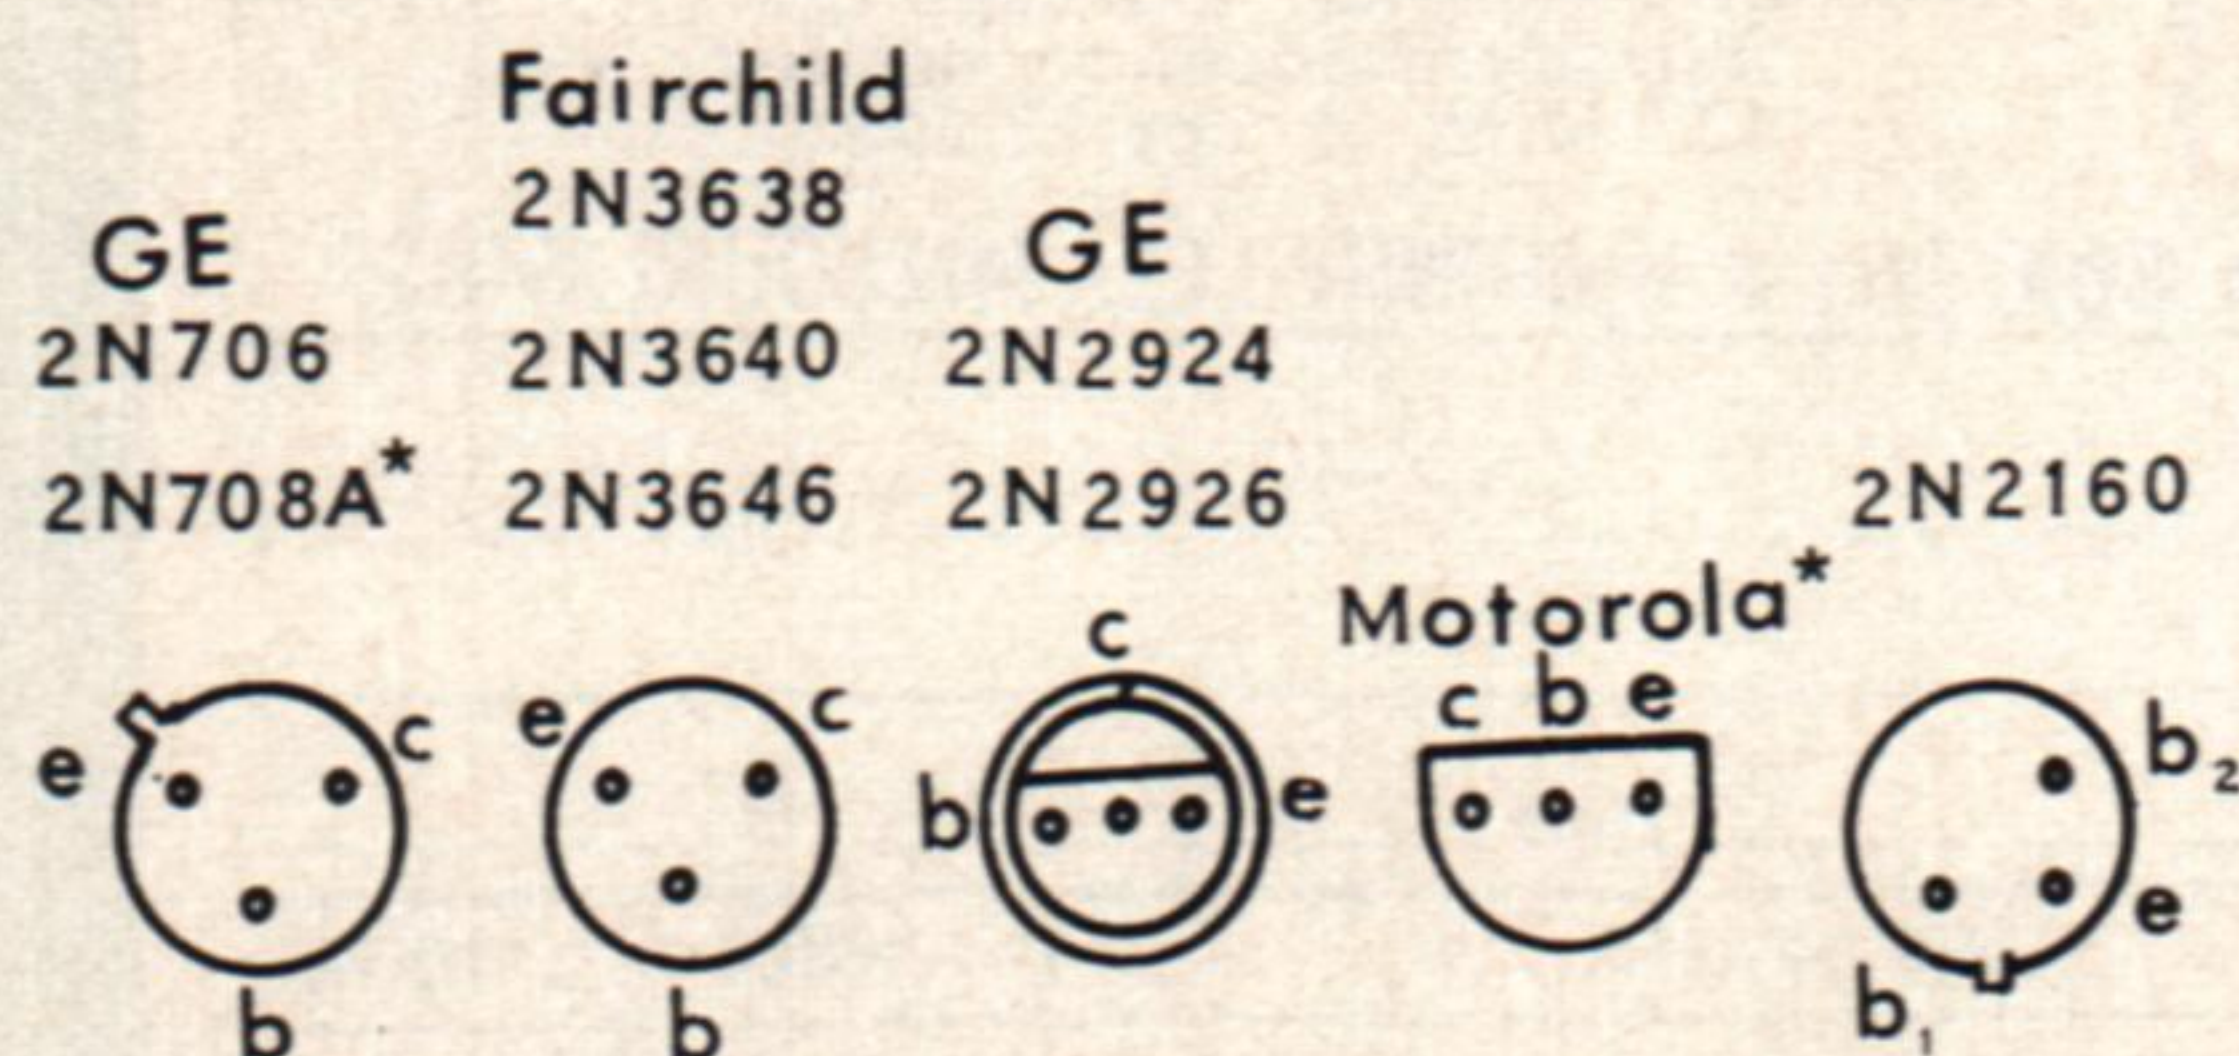 Fairchild
2N3638
GE
GE
2N706
2N3640
2N2924
2N708A*
2N3646
2N2926
2N2160
Motorola*
e
c
b
e
c
b
c
b
e
c b e
b2
e
b1